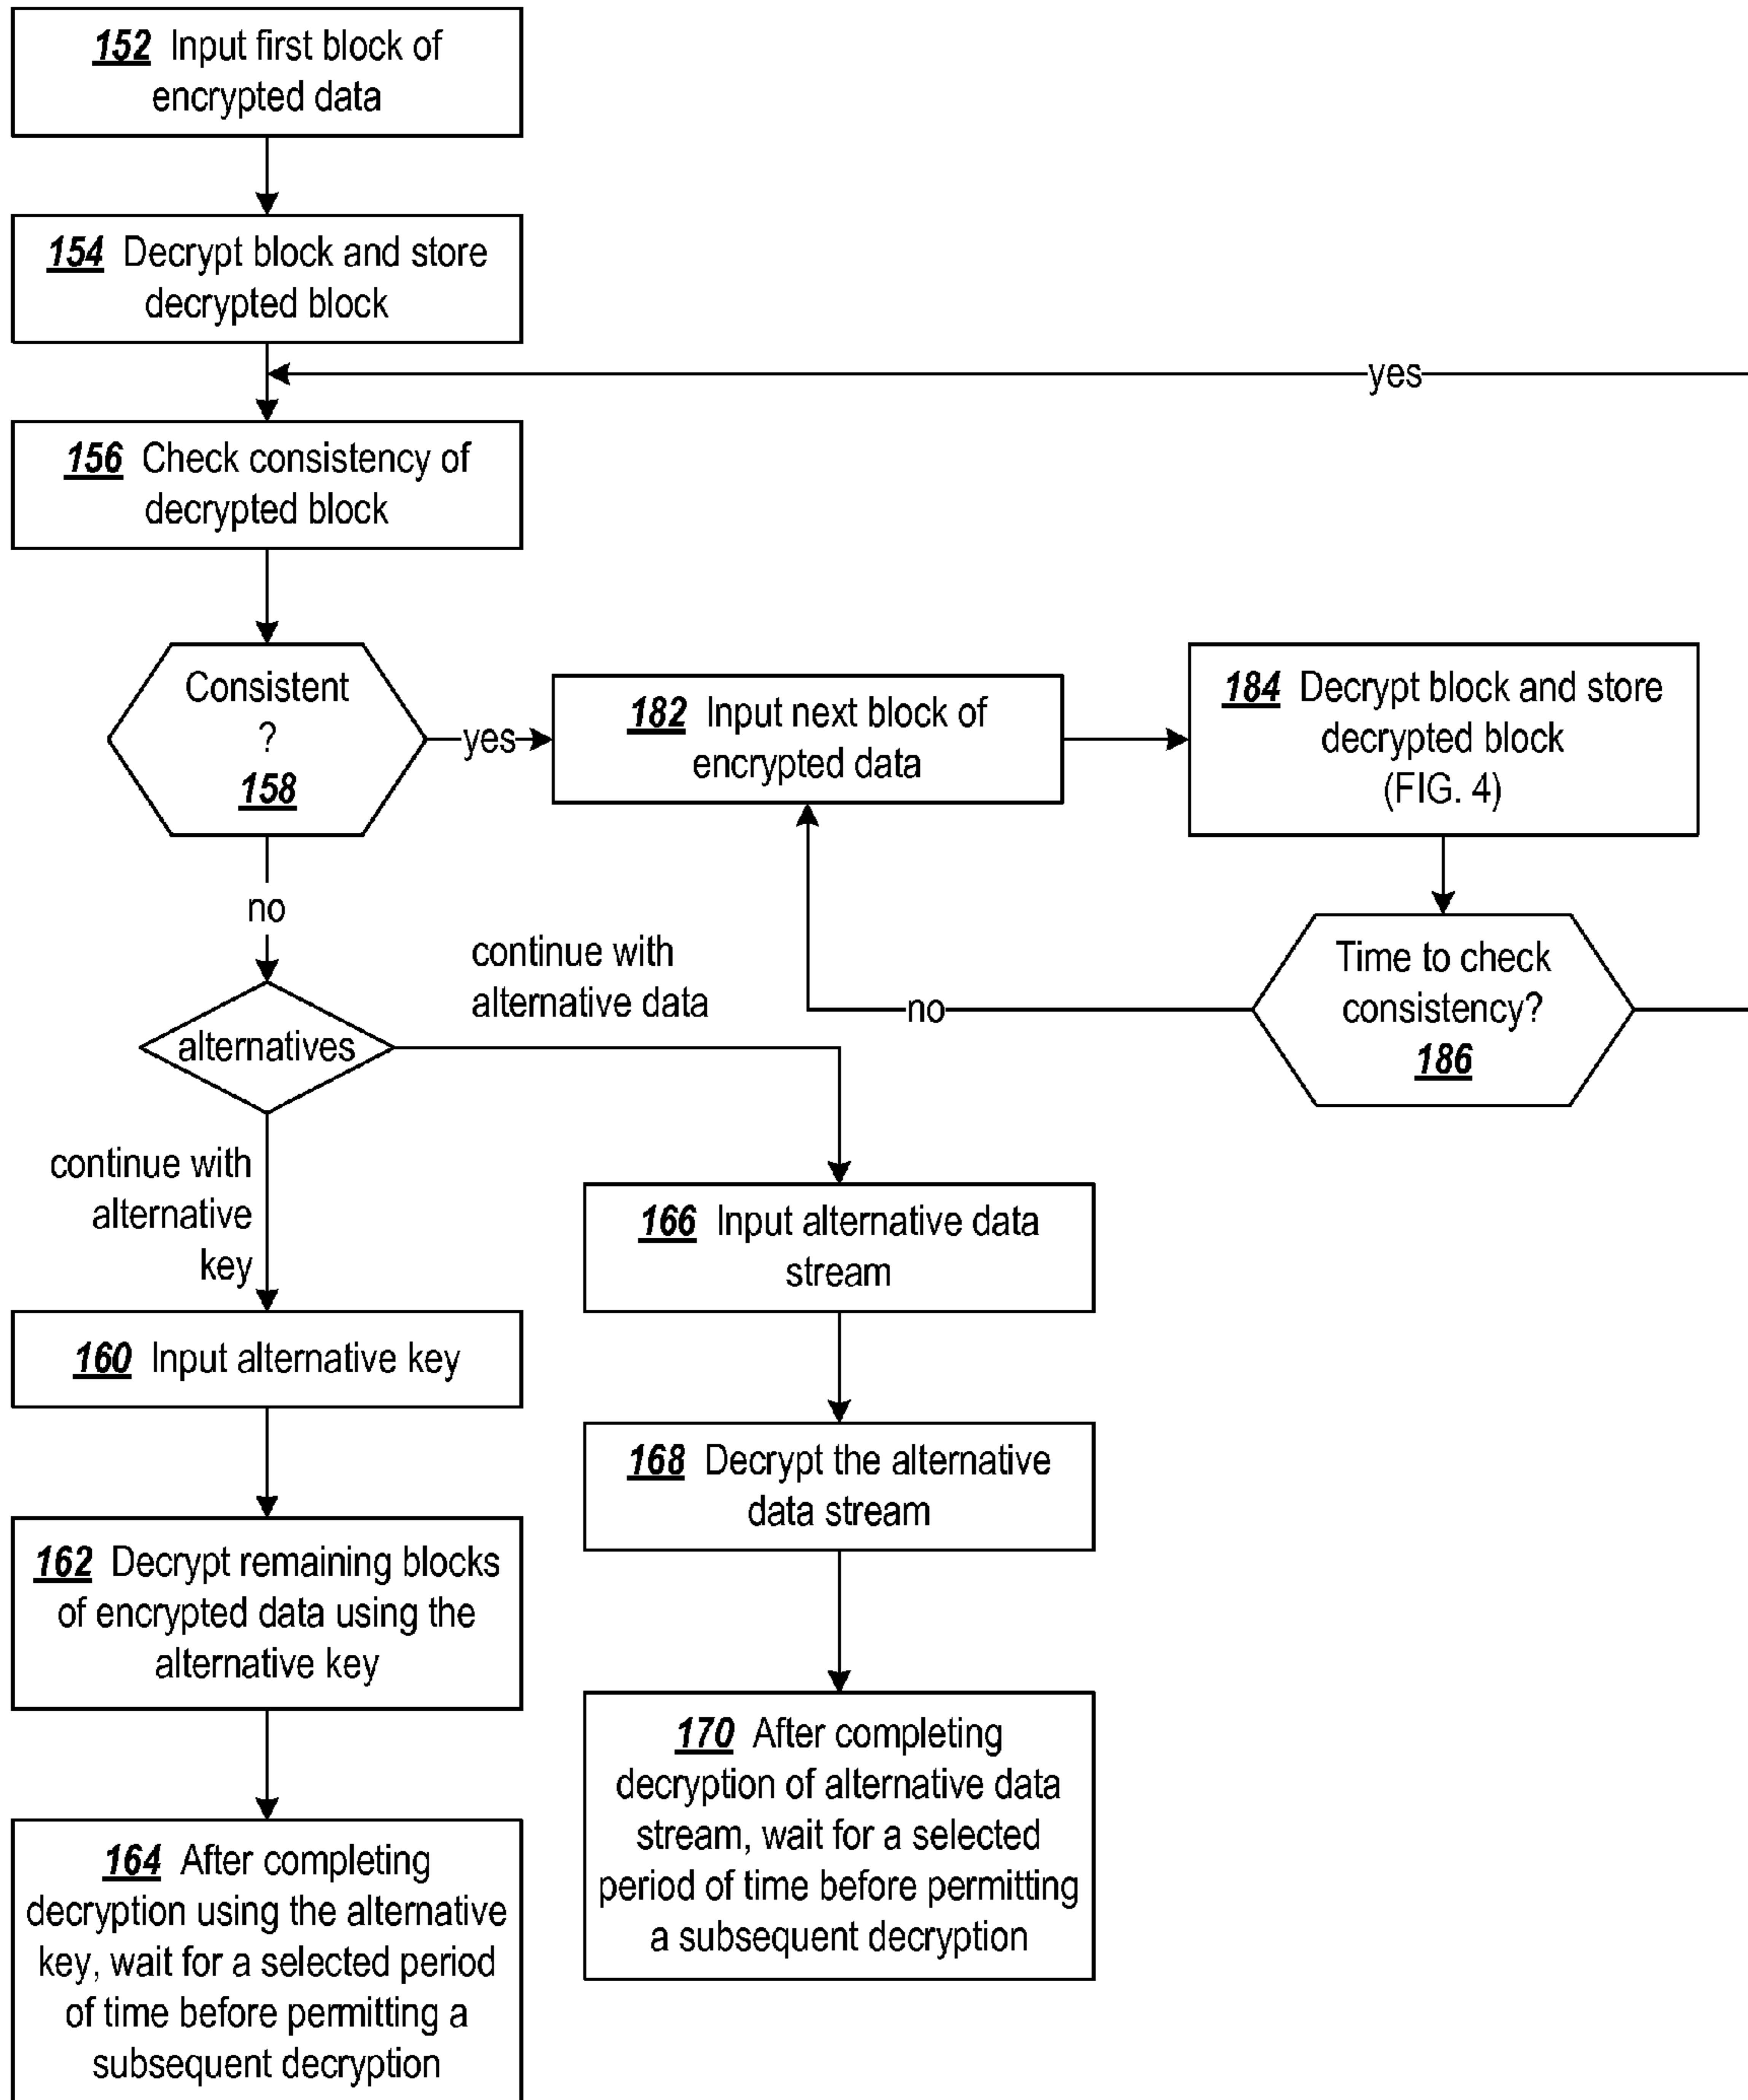 152 Input first block of
encrypted data
154 Decrypt block and store
decrypted block
yes
156 Check consistency of
decrypted block
Consistent
?
158
yes
182 Input next block of
encrypted data
184 Decrypt block and store
decrypted block
(FIG. 4)
no
Time to check
consistency?
186
no
alternatives
continue with
alternative data
continue with
alternative
key
166 Input alternative data
stream
160 Input alternative key
168 Decrypt the alternative
data stream
162 Decrypt remaining blocks
of encrypted data using the
alternative key
170 After completing
decryption of alternative data
stream, wait for a selected
period of time before permitting
a subsequent decryption
164 After completing
decryption using the alternative
key, wait for a selected period
of time before permitting a
subsequent decryption